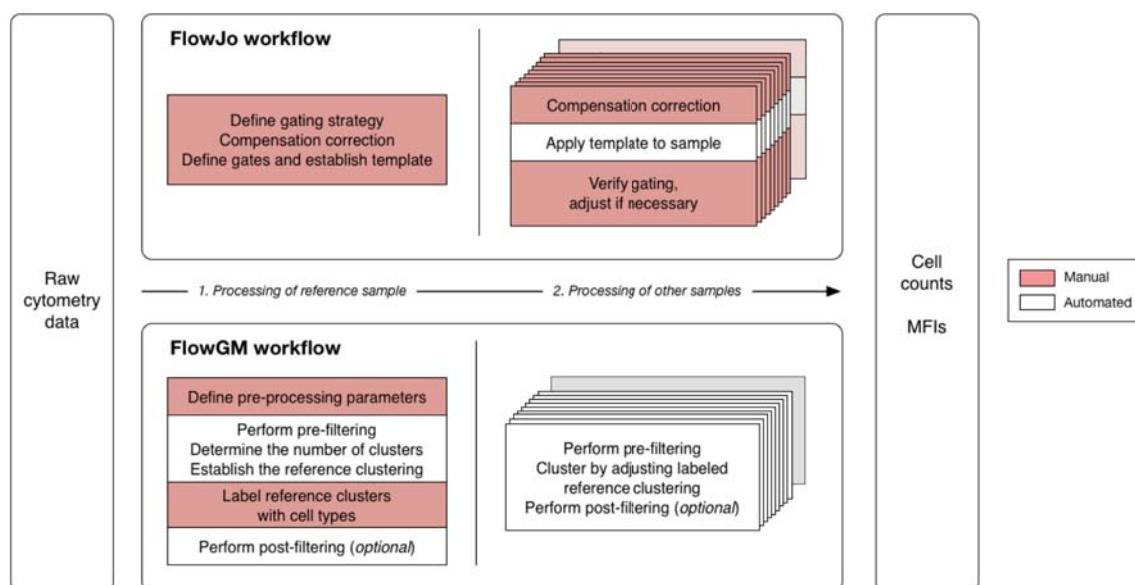 Raw
cytometry
data
FlowJo workflow
Define gating strategy
Compensation correction
Define gates and establish template
Compensation correction
Apply template to sample
Verify gating,
adjust if necessary
1. Processing of reference sample
2. Processing of other samples
FlowGM workflow
Define pre-processing parameters
Perform pre-filtering
Determine the number of clusters
Establish the reference clustering
Label reference clusters
with cell types
Perform post-filtering (optional)
Perform pre-filtering
Cluster by adjusting labeled
reference clustering
Perform post-filtering (optional)
Cell
counts
MFIs
Manual
Automated